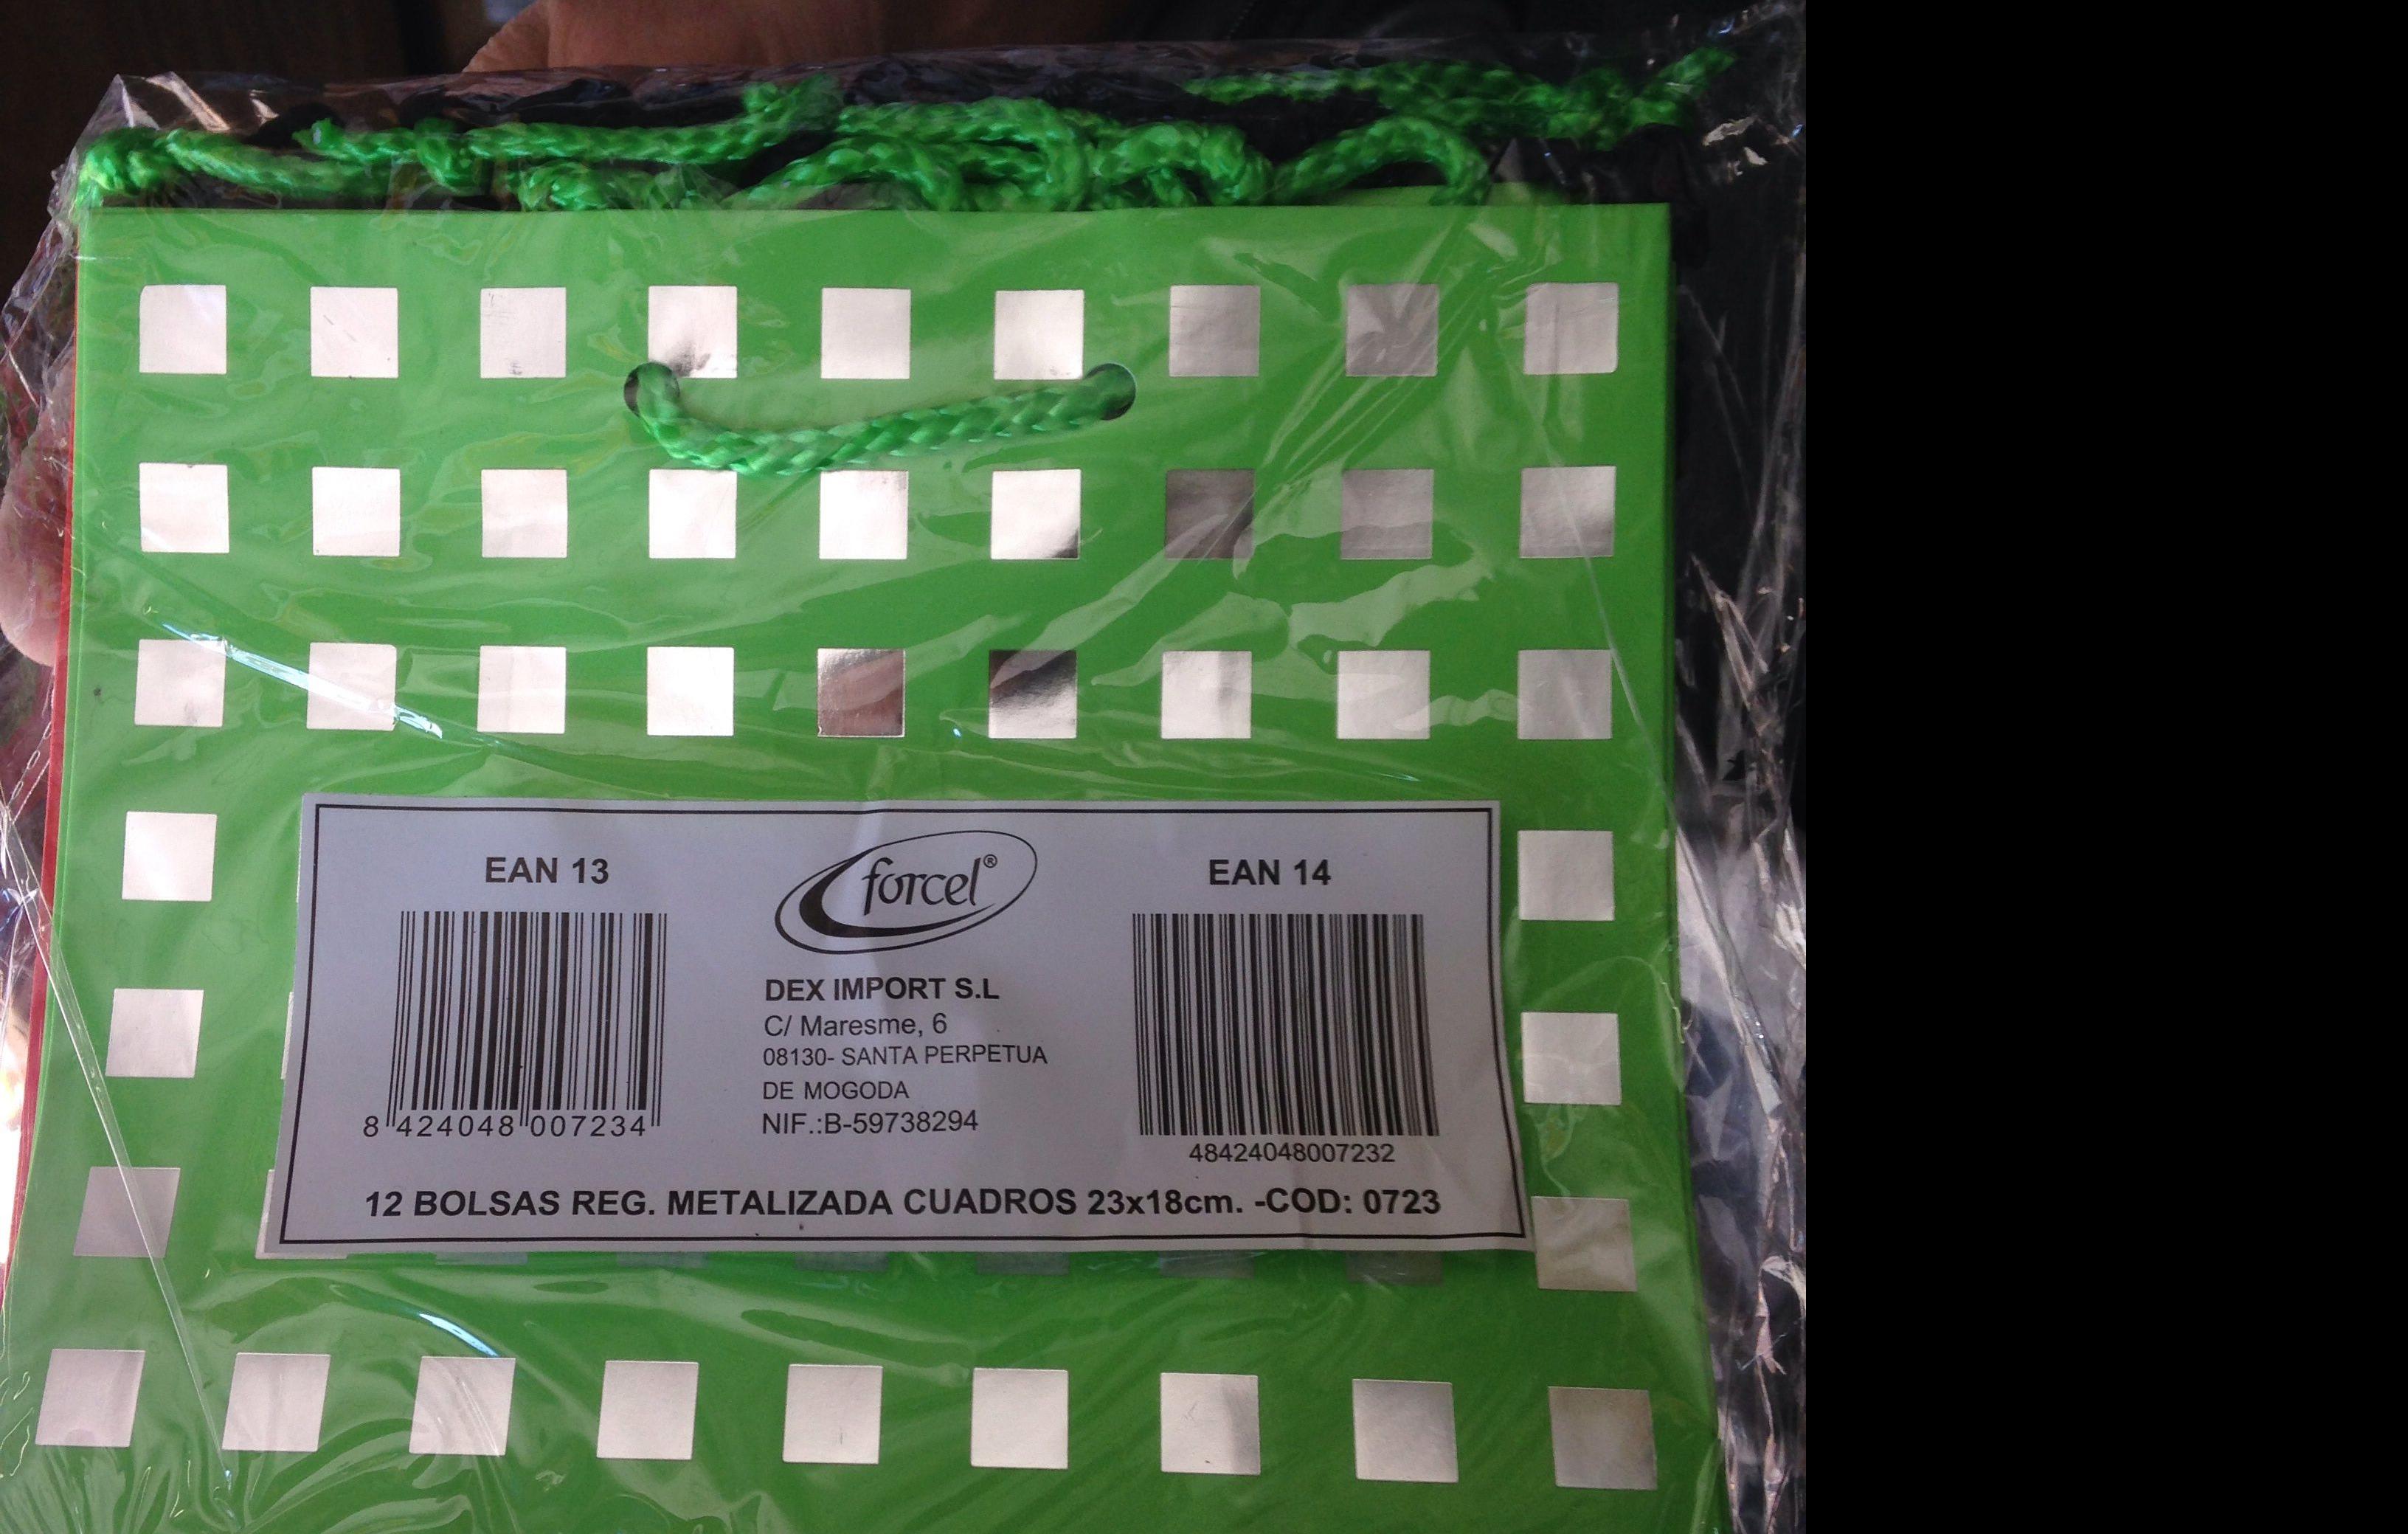 EAN 13
forcel®
EAN 14
DEX IMPORT S.L
C/ Maresme, 6
08130- SANTA PERPETUA
DE MOGODA
NIF.:B-59738294
8 424048 007234
48424048007232
12 BOLSAS REG. METALIZADA CUADROS 23x18cm. -COD: 0723